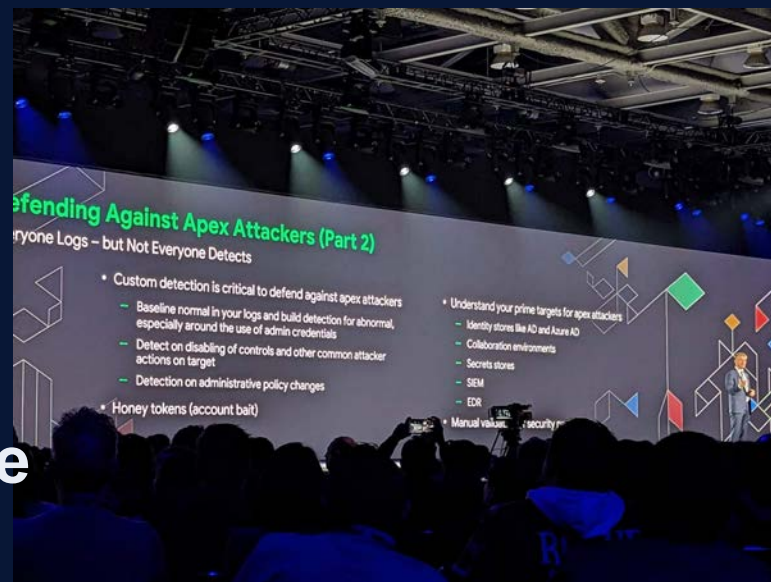 efending Against Apex Attackers (Part 2)
eryone Logs – but Not Everyone Detects
• Custom detection is critical to defend against apex attackers
– Baseline normal in your logs and build detection for abnormal,
especially around the use of admin credentials
– Detect on disabling of controls and other common attacker
actions on target
– Detection on administrative policy changes
• Honey tokens (account bait)
• Understand your prime targets for apex attackers
– Identity stores like AD and Azure AD
– Collaboration environments
– Secrets stores
– SIEM
– EDR
• Manual security
e